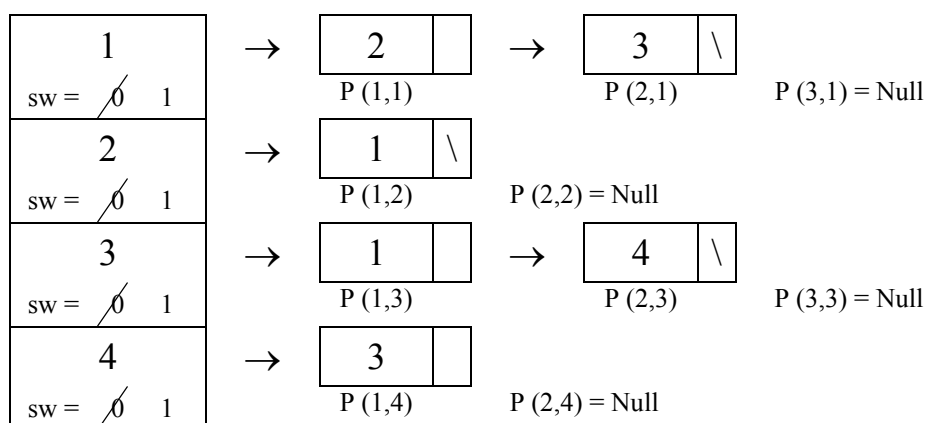 1 → 2 → 3 \
sw = 0 1 P (1,1) P (2,1) P (3,1) = Null
2 → 1 \
sw = 0 1 P (1,2) P (2,2) = Null
3 → 1 → 4 \
sw = 0 1 P (1,3) P (2,3) P (3,3) = Null
4 → 3
sw = 0 1 P (1,4) P (2,4) = Null